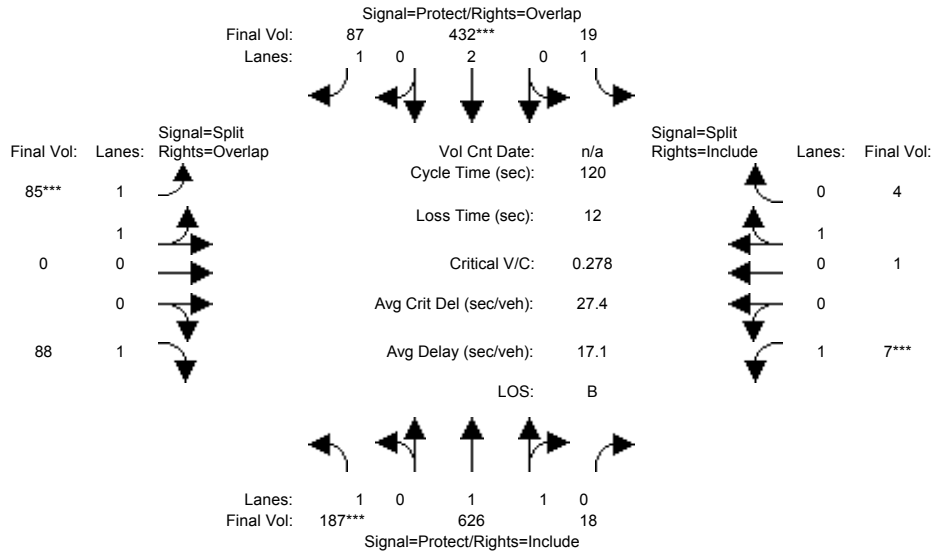 Signal=Protect/Rights=Overlap
Final Vol: 87 432*** 19
Lanes: 1 0 2 0 1
Signal=Split
Final Vol: Lanes: Rights=Overlap
Vol Cnt Date: n/a
Signal=Split
Rights=Include Lanes: Final Vol:
Cycle Time (sec): 120
85*** 1
0 4
Loss Time (sec): 12
1
1
0 0
Critical V/C: 0.278
0 1
0
Avg Crit Del (sec/veh): 27.4
0
88 1
Avg Delay (sec/veh): 17.1
1 7***
LOS: B
Lanes: 1 0 1 1 0
Final Vol: 187*** 626 18
Signal=Protect/Rights=Include